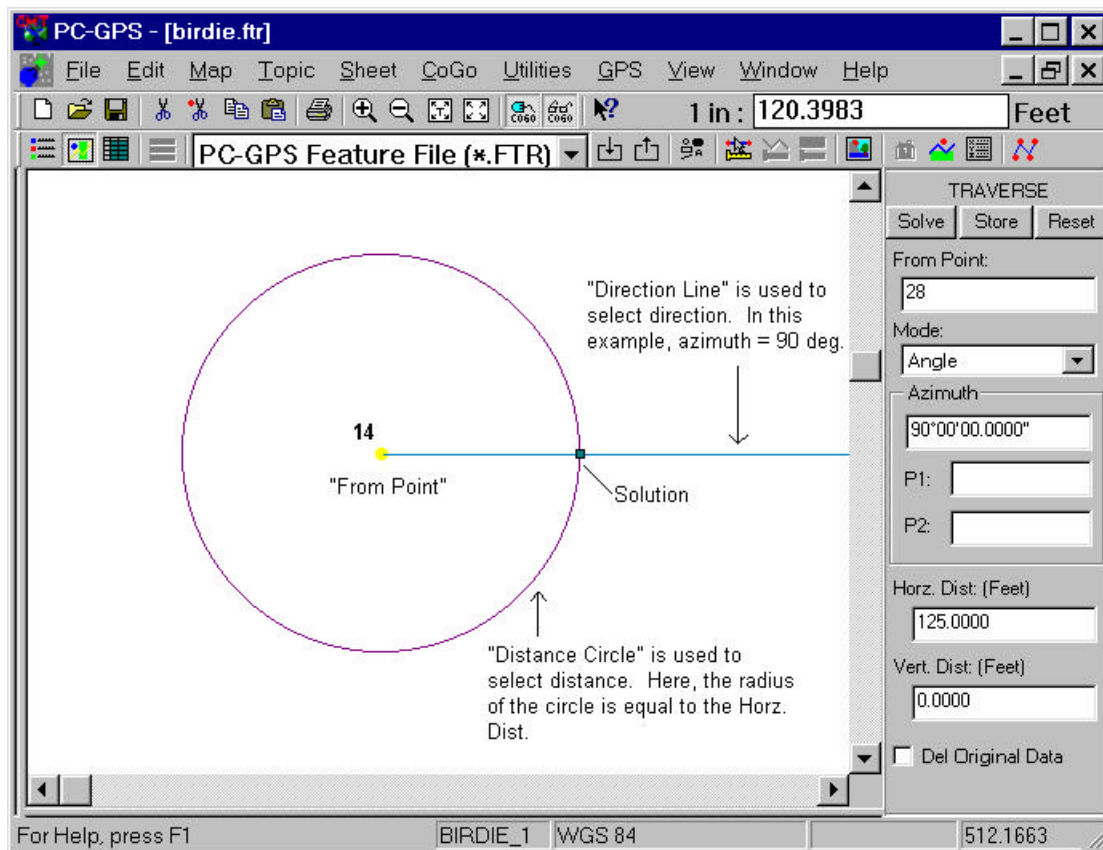 PC-GPS - [birdie.ftr]
File Edit Map Topic Sheet CoGo Utilities GPS View Window Help
COGO COGO 1 in : 120.3983 Feet
PC-GPS Feature File (*.FTR)
TRAVERSE
Solve Store Reset
From Point:
28
Mode:
Angle
Azimuth
90°00'00.0000"
P1:
P2:
Horz. Dist: (Feet)
125.0000
Vert. Dist: (Feet)
0.0000
Del Original Data
"Direction Line" is used to
select direction. In this
example, azimuth = 90 deg.
14
"From Point"
Solution
"Distance Circle" is used to
select distance. Here, the radius
of the circle is equal to the Horz.
Dist.
For Help, press F1 BIRDIE_1 WGS 84 512.1663